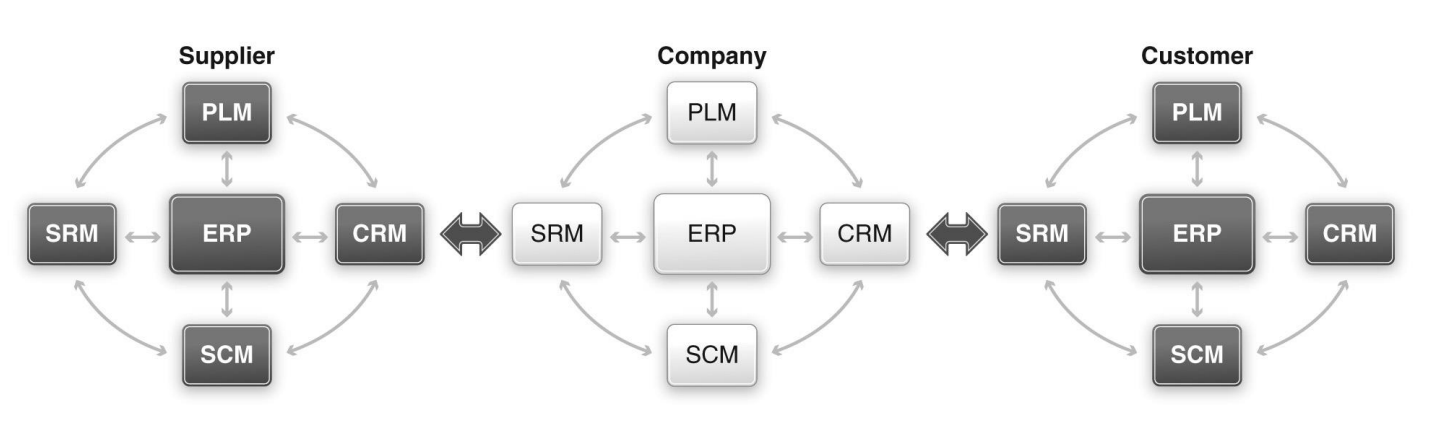 Supplier
PLM
SRM
ERP
CRM
SCM
Company
PLM
SRM
ERP
CRM
SCM
Customer
PLM
SRM
ERP
CRM
SCM